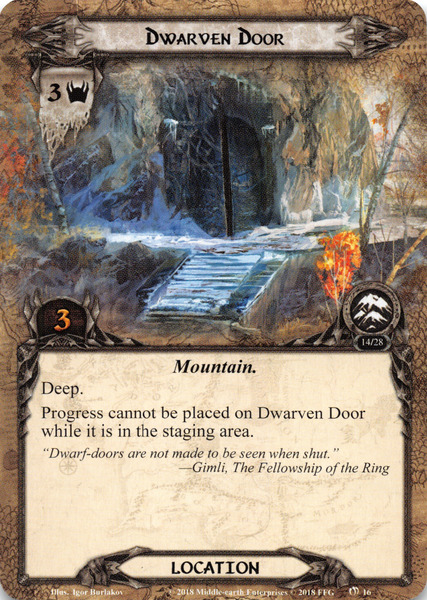 Dwarven Door
3
3
14/28
Mountain.
Deep.
Progress cannot be placed on Dwarven Door
while it is in the staging area.
“Dwarf-doors are not made to be seen when shut.”
—Gimli, The Fellowship of the Ring
Location
Illus. Igor Burlakov © 2018 Middle-earth Enterprises © 2018 FFG 16